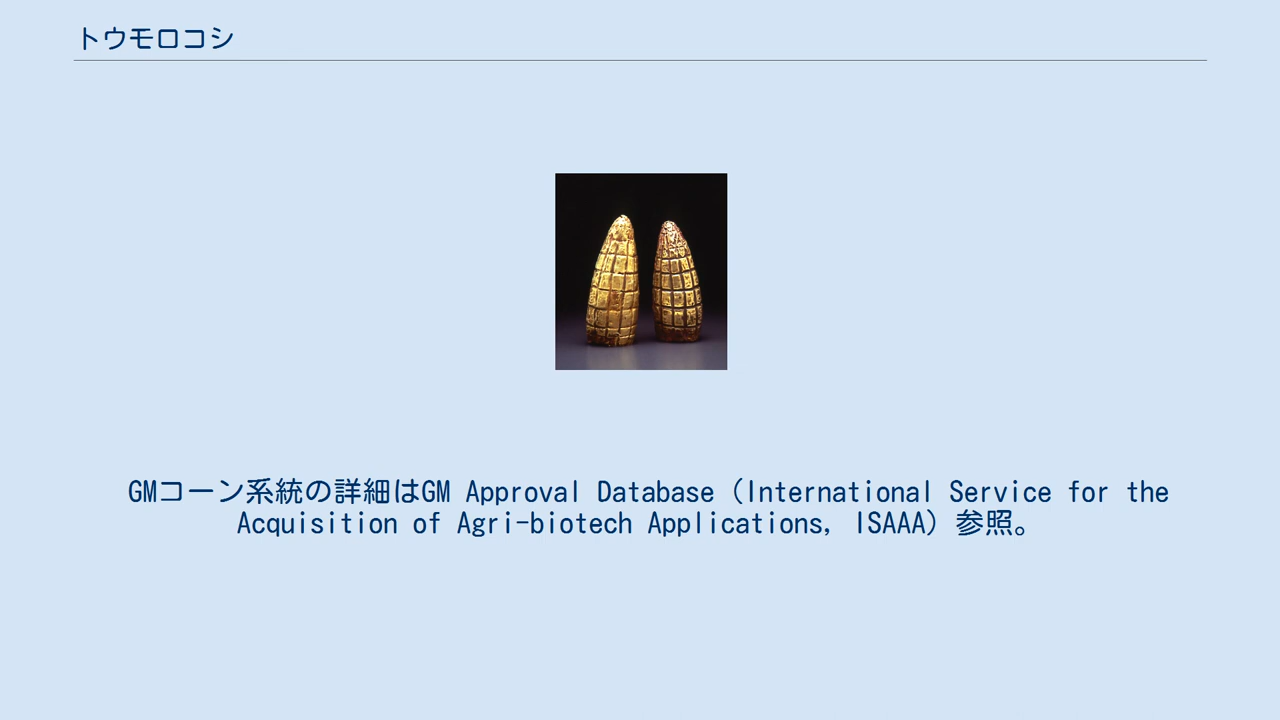 トウモロコシ
GMコーン系統の詳細はGM Approval Database（International Service for the
Acquisition of Agri-biotech Applications, ISAAA）参照。